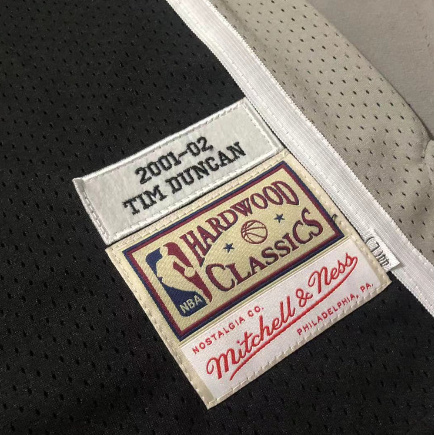 2001-02
TIM DUNCAN
HARDWOOD
CLASSICS
NBA
NOSTALGIA CO.
Mitchell & Ness
PHILADELPHIA, PA.